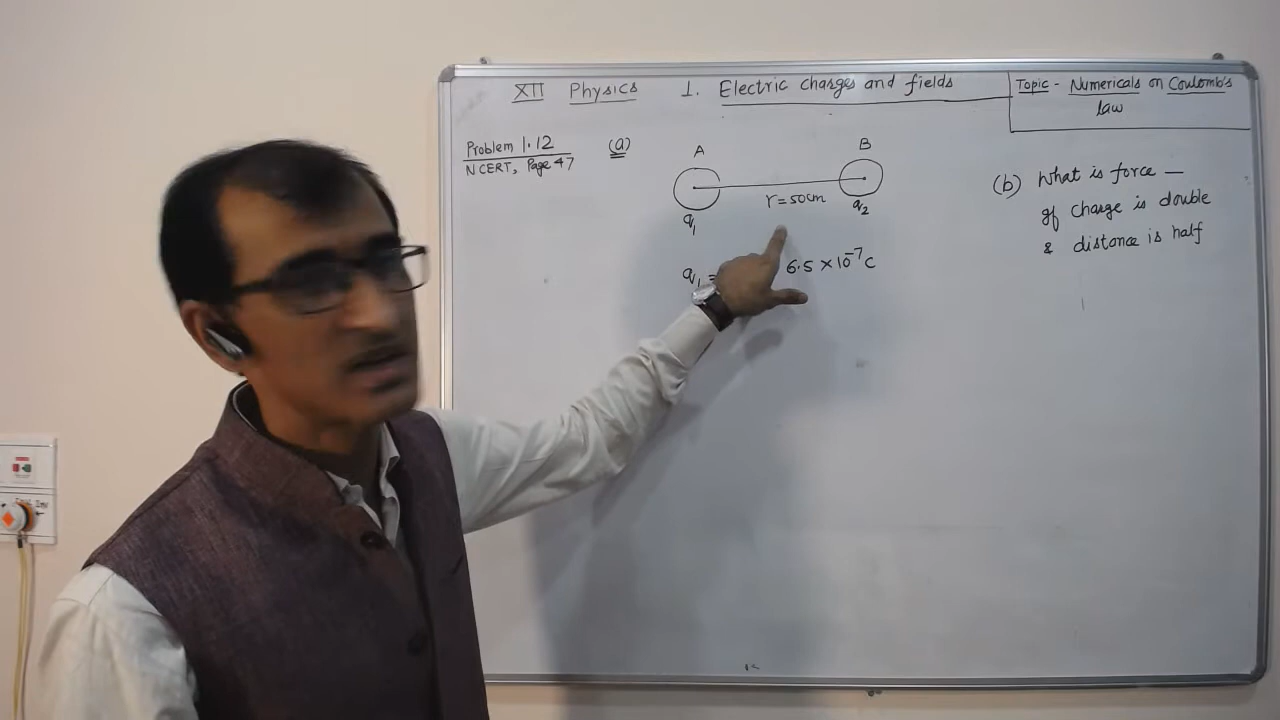 XII Physics 1. Electric charges and fields
Topic - Numericals on Coulomb's
law
Problem 1.12 (a)
NCERT, Page 47
A B
r = 50cm
q1 q2
q1 = 6.5 × 10⁻⁷ C
(b) What is force —
If charge is double
& distance is half